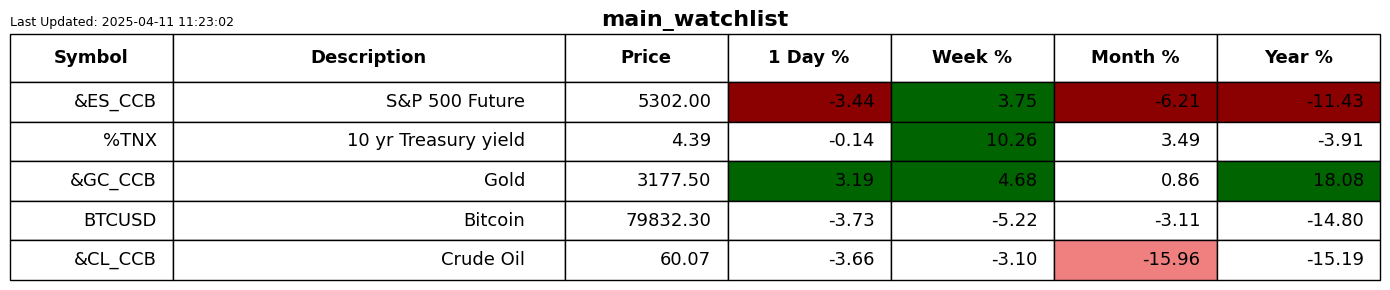 Last Updated: 2025-04-11 11:23:02
main_watchlist
Symbol Description Price 1 Day % Week % Month % Year %
&ES_CCB S&P 500 Future 5302.00 -3.44 3.75 -6.21 -11.43
%TNX 10 yr Treasury yield 4.39 -0.14 10.26 3.49 -3.91
&GC_CCB Gold 3177.50 3.19 4.68 0.86 18.08
BTCUSD Bitcoin 79832.30 -3.73 -5.22 -3.11 -14.80
&CL_CCB Crude Oil 60.07 -3.66 -3.10 -15.96 -15.19